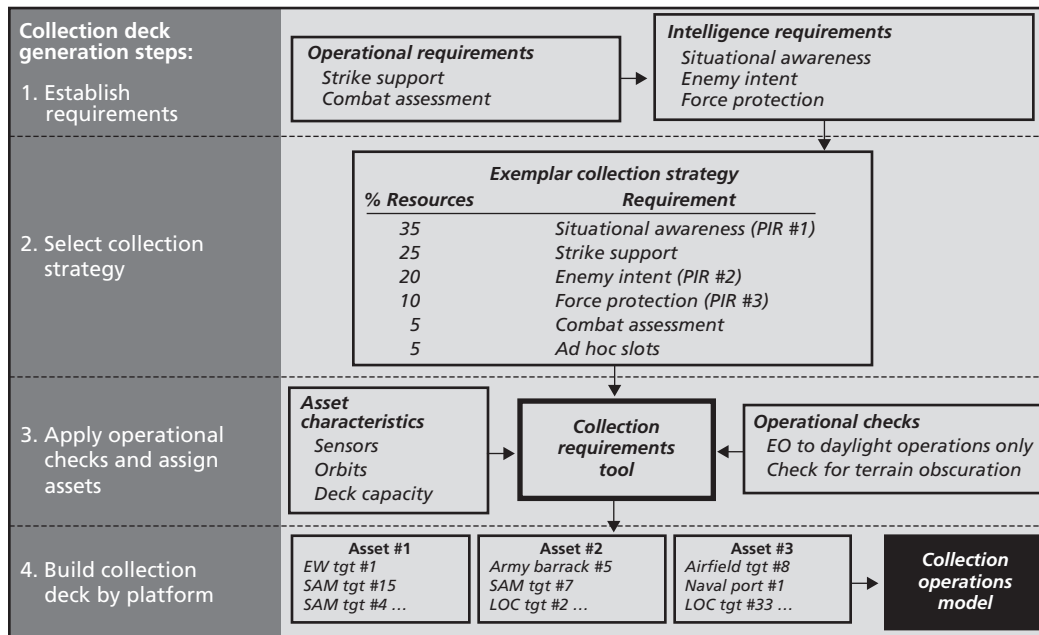 Collection deck
generation steps:
1. Establish
requirements
Operational requirements
Strike support
Combat assessment
Intelligence requirements
Situational awareness
Enemy intent
Force protection
2. Select collection
strategy
Exemplar collection strategy
% Resources Requirement
35 Situational awareness (PIR #1)
25 Strike support
20 Enemy intent (PIR #2)
10 Force protection (PIR #3)
5 Combat assessment
5 Ad hoc slots
3. Apply operational
checks and assign
assets
Asset
characteristics
Sensors
Orbits
Deck capacity
Collection
requirements
tool
Operational checks
EO to daylight operations only
Check for terrain obscuration
4. Build collection
deck by platform
Asset #1
EW tgt #1
SAM tgt #15
SAM tgt #4 …
Asset #2
Army barrack #5
SAM tgt #7
LOC tgt #2 …
Asset #3
Airfield tgt #8
Naval port #1
LOC tgt #33 …
Collection
operations
model